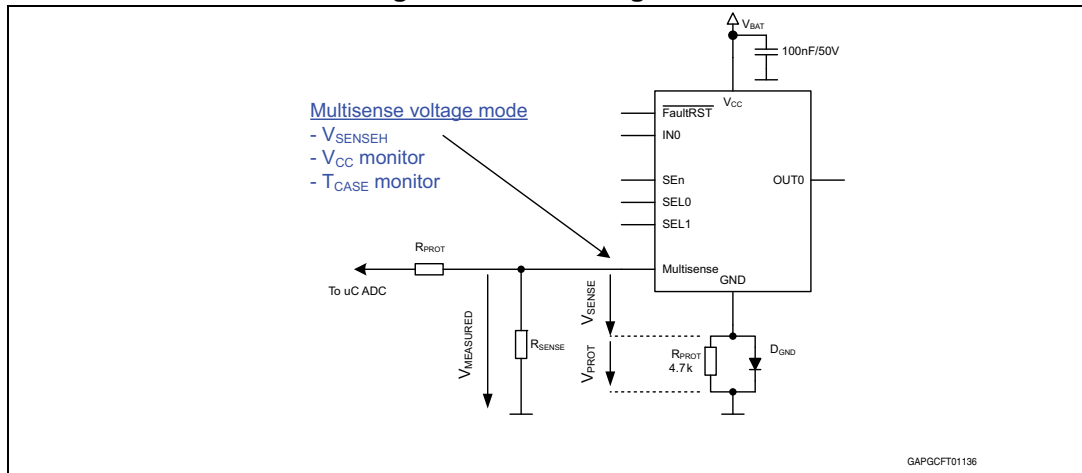 VBAT
100nF/50V
Multisense voltage mode
- VSENSEH
- VCC monitor
- TCASE monitor
VCC
FaultRST
IN0
SEn
SEL0
SEL1
OUT0
Multisense
GND
RPROT
To uC ADC
VMEASURED
RSENSE
VSENSE
VPROT
RPROT
4.7k
DGND
GAPGCFT01136